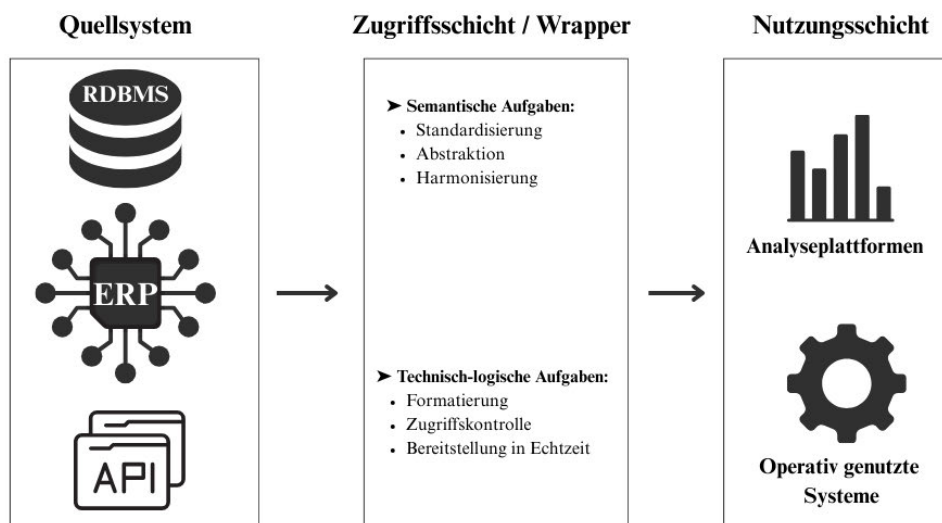 Quellsystem
Zugriffsschicht / Wrapper
Nutzungsschicht
RDBMS
ERP
API
➤ Semantische Aufgaben:
• Standardisierung
• Abstraktion
• Harmonisierung
➤ Technisch-logische Aufgaben:
• Formatierung
• Zugriffskontrolle
• Bereitstellung in Echtzeit
Analyseplattformen
Operativ genutzte
Systeme